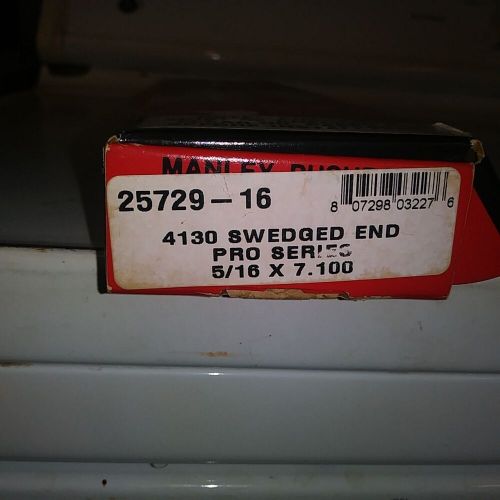 MANLEY
25729-16
8 07298 03227 6
4130 SWEDGED END
PRO SERIES
5/16 X 7.100